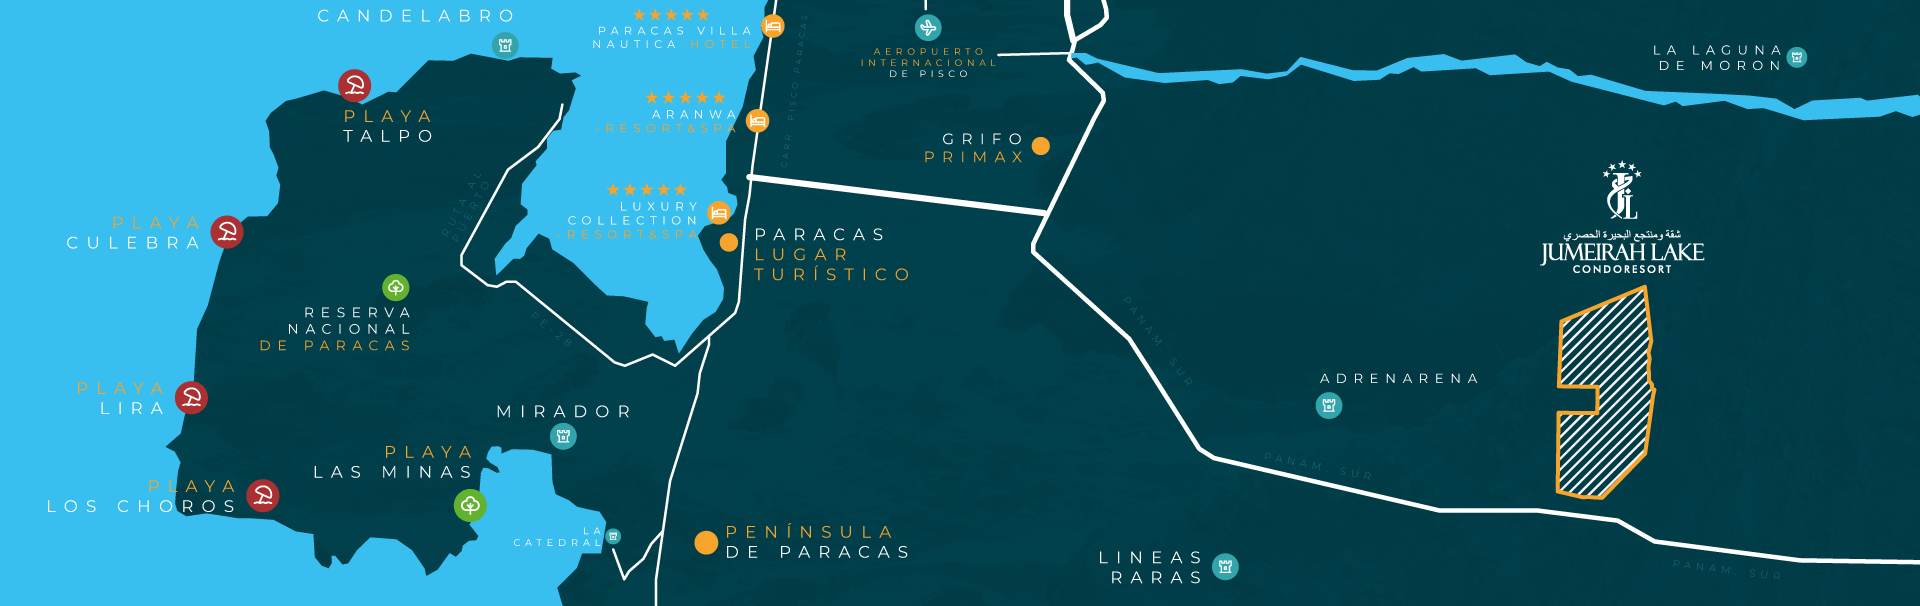 CANDELABRO
PARACAS VILLA
NAUTICA HOTEL
AEROPUERTO
INTERNACIONAL
DE PISCO
LA LAGUNA
DE MORON
PLAYA
TALPO
ARANWA
-RESORT&SPA
CARR. PISCO PARACAS
GRIFO
PRIMAX
PLAYA
CULEBRA
LUXURY
COLLECTION
-RESORT&SPA
PARACAS
LUGAR
TURÍSTICO
شقة ومنتجع البحيرة الحصري
JUMEIRAH LAKE
CONDORESORT
RESERVA
NACIONAL
DE PARACAS
PE-28
PANAM. SUR
PLAYA
LIRA
MIRADOR
ADRENARENA
PLAYA
LAS MINAS
PANAM. SUR
PLAYA
LOS CHOROS
LA
CATEDRAL
PENÍNSULA
DE PARACAS
LINEAS
RARAS
PANAM. SUR